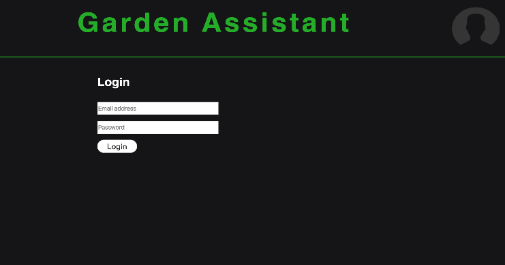 Garden Assistant
Login
Email address
Password
Login